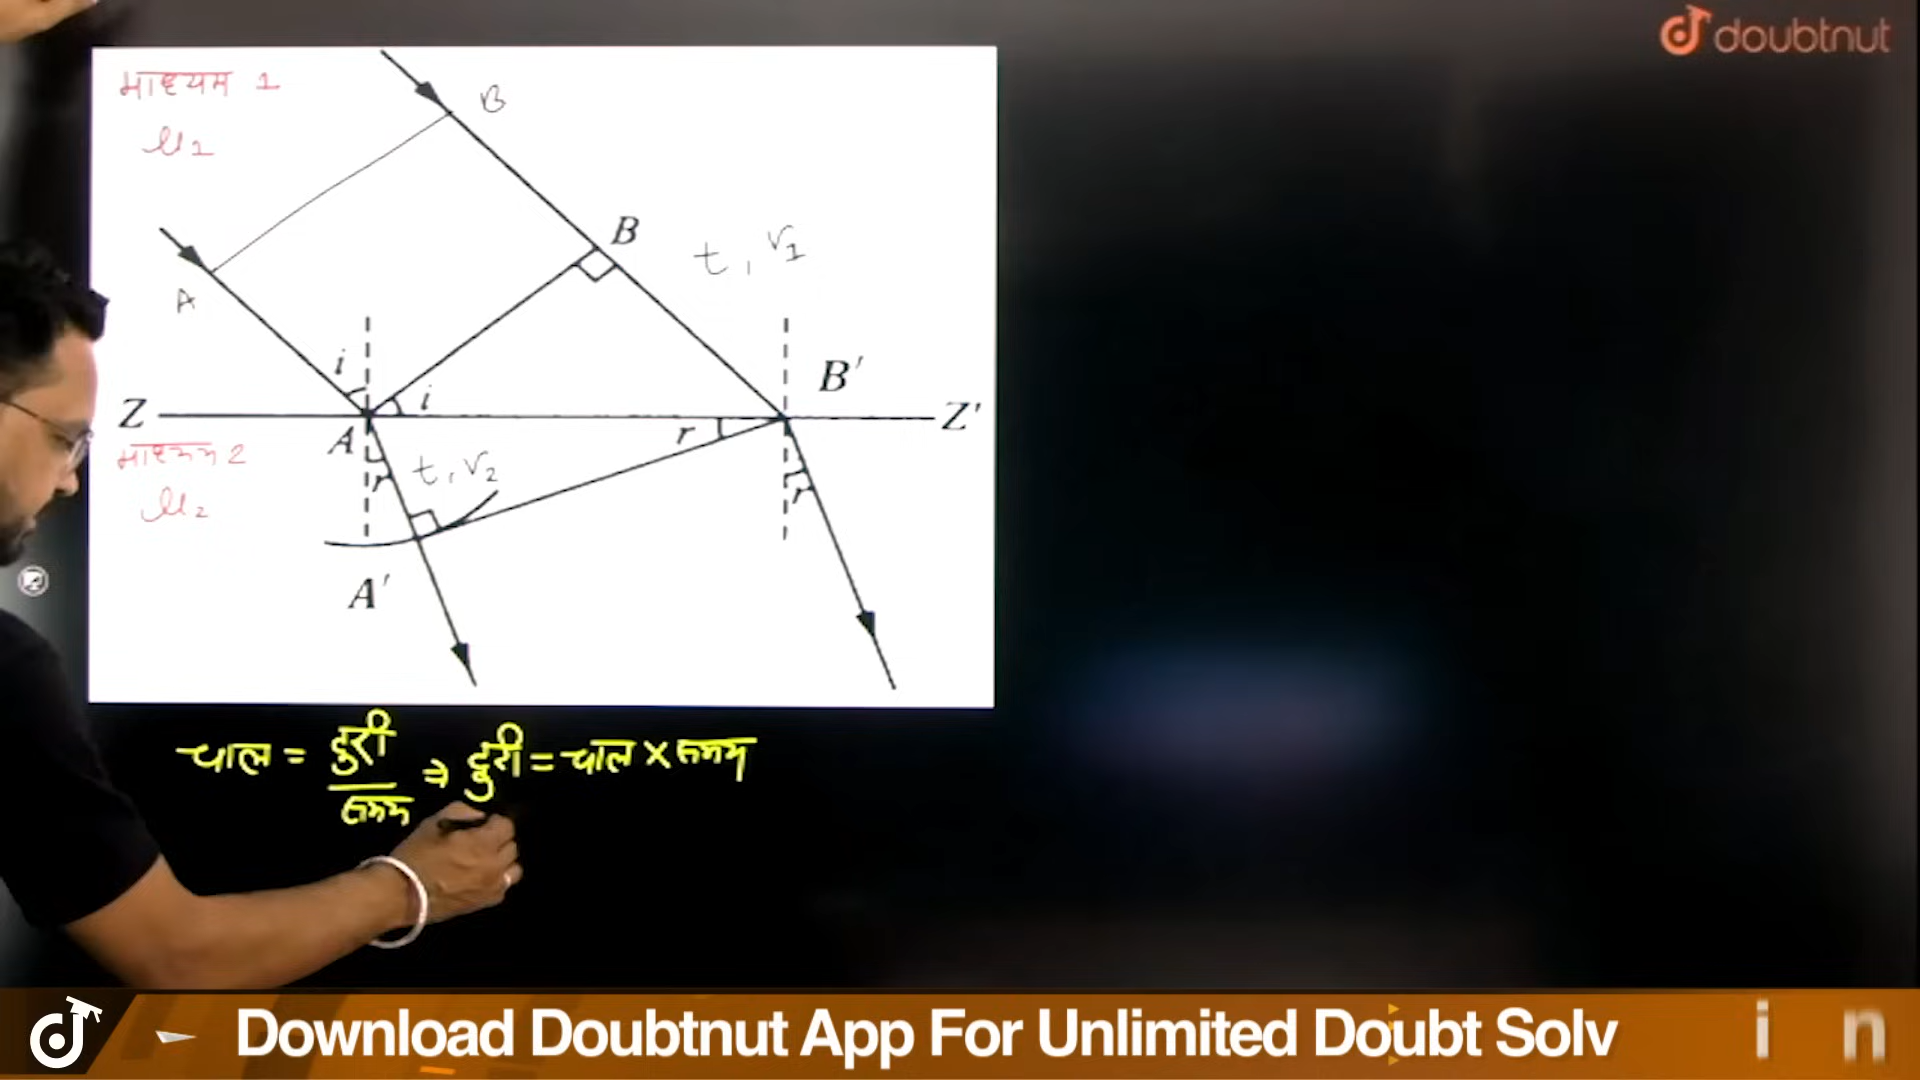 doubtnut
माध्यम 1
B
μ1
B
t, v1
A
i
B'
i
Z
Z'
A
r
माध्यम 2
t, v2
r
r
μ2
A'
चाल = दुरी / समय ⇒ दुरी = चाल × समय
Download Doubtnut App For Unlimited Doubt Solv i n